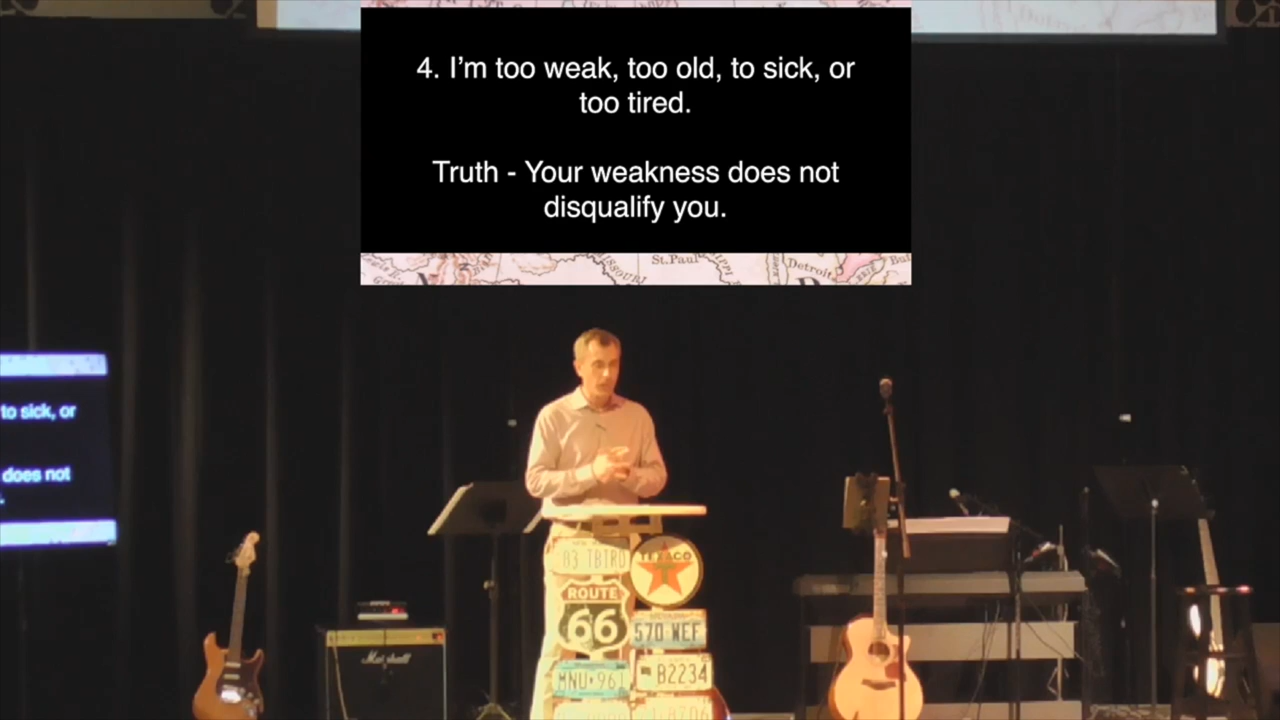 4. I'm too weak, too old, to sick, or
too tired.
Truth - Your weakness does not
disqualify you.
St.Paul
Detroit
to sick, or
does not
83 TBIRD
TEXACO
T
ROUTE
66
570 WEF
MNU 961
B2234
Marshall